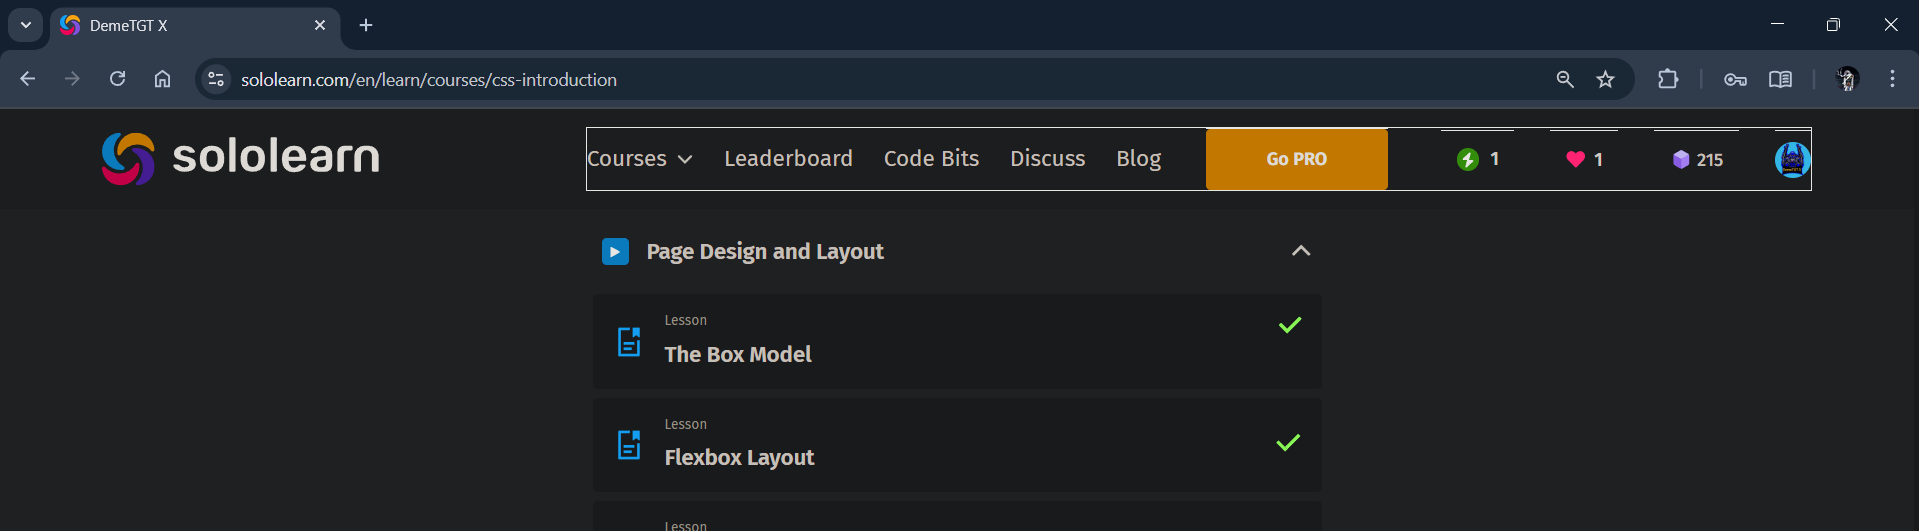 DemeTGT X
sololearn.com/en/learn/courses/css-introduction
sololearn
Courses Leaderboard Code Bits Discuss Blog Go PRO 1 1 215
Page Design and Layout
Lesson
The Box Model
Lesson
Flexbox Layout
Lesson